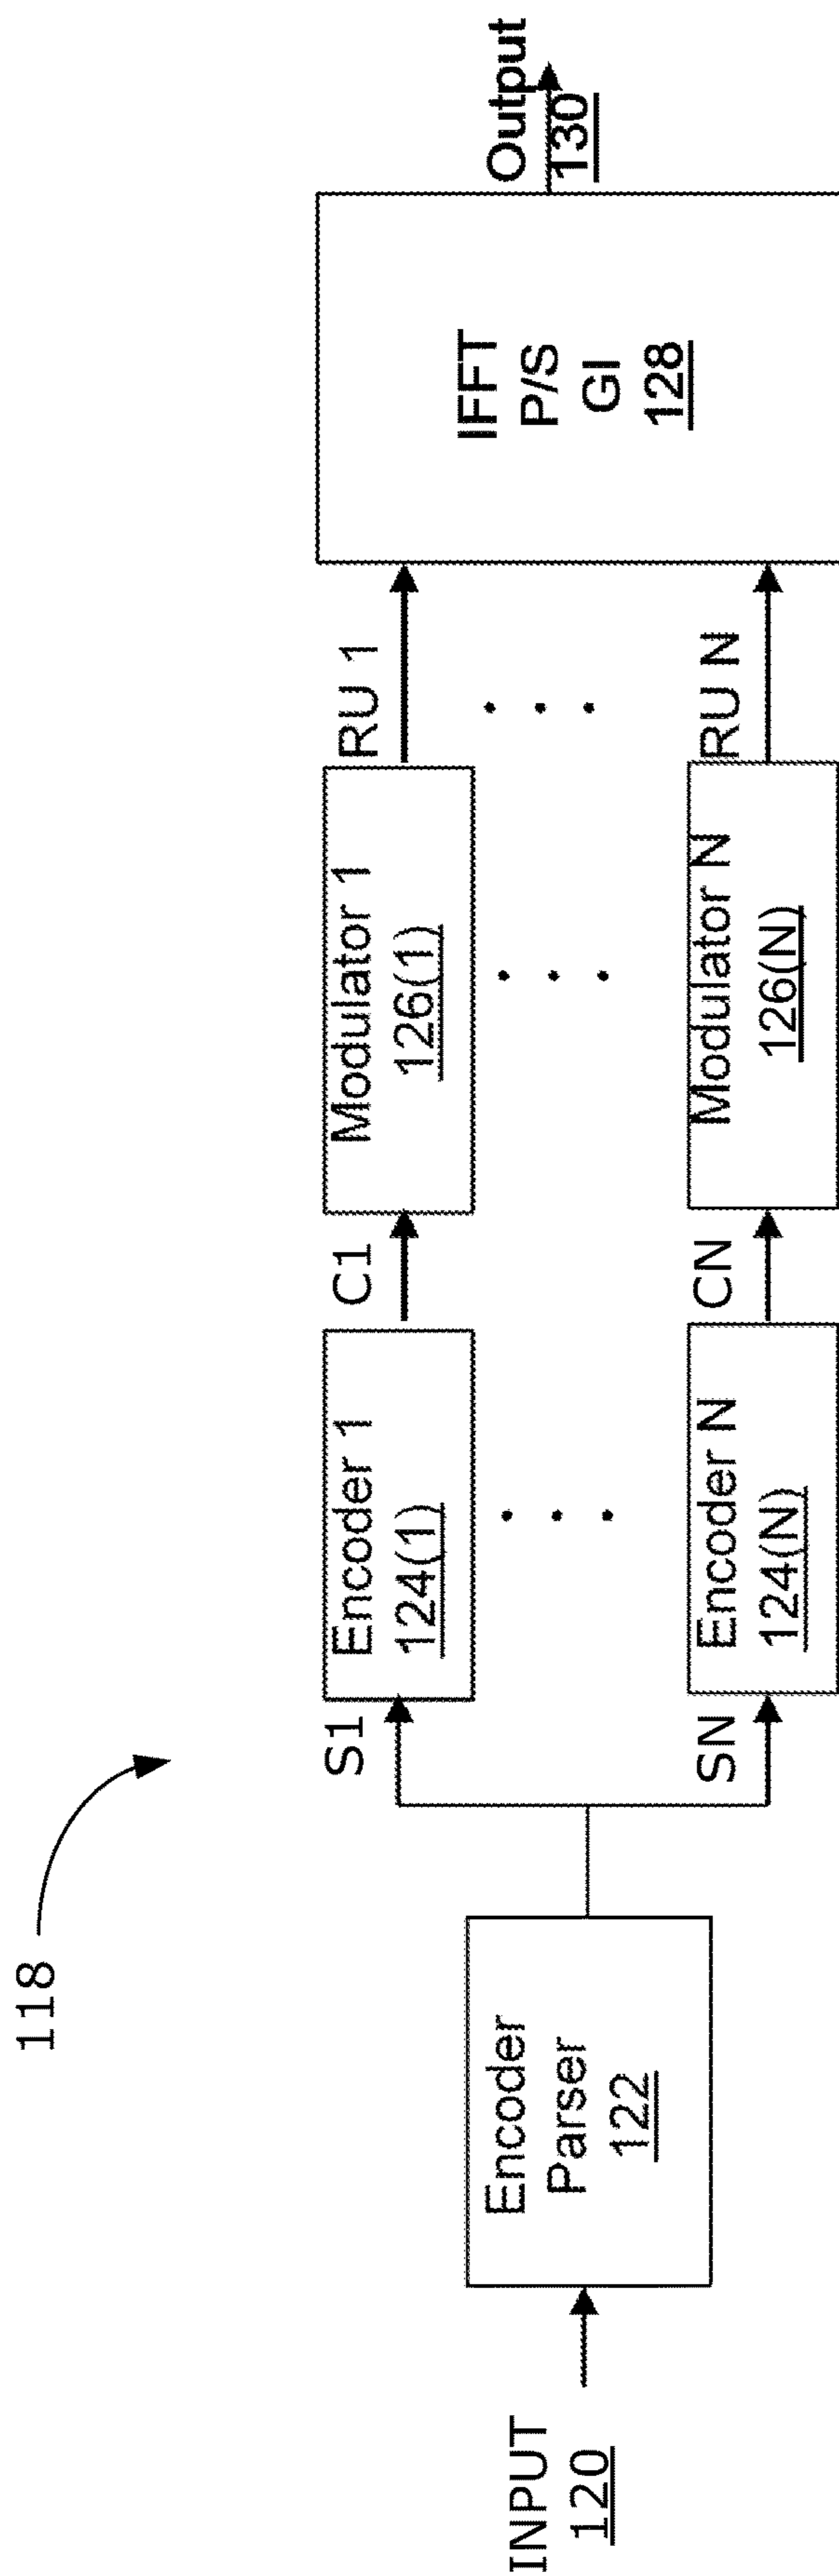 118
INPUT
120
Encoder
Parser
122
S1
SN
Encoder 1
124(1)
Encoder N
124(N)
C1
CN
Modulator 1
126(1)
Modulator N
126(N)
RU 1
RU N
IFFT
P/S
GI
128
Output
130